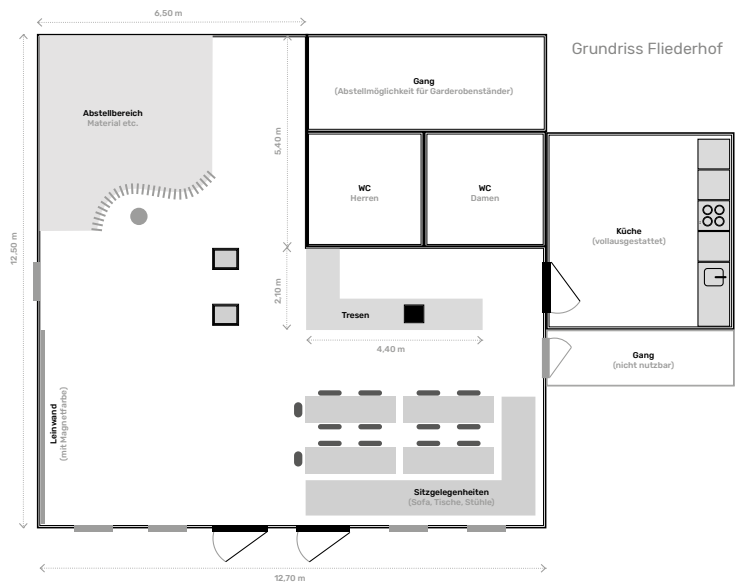 6,50 m
Grundriss Fliederhof
Gang
(Abstellmöglichkeit für Garderobenständer)
Abstellbereich
Material etc.
5,40 m
WC
Herren
WC
Damen
Küche
(vollausgestattet)
12,50 m
2,10 m
Tresen
4,40 m
Gang
(nicht nutzbar)
Leinwand
(mit Magnetfarbe)
Sitzgelegenheiten
(Sofa, Tische, Stühle)
12,70 m